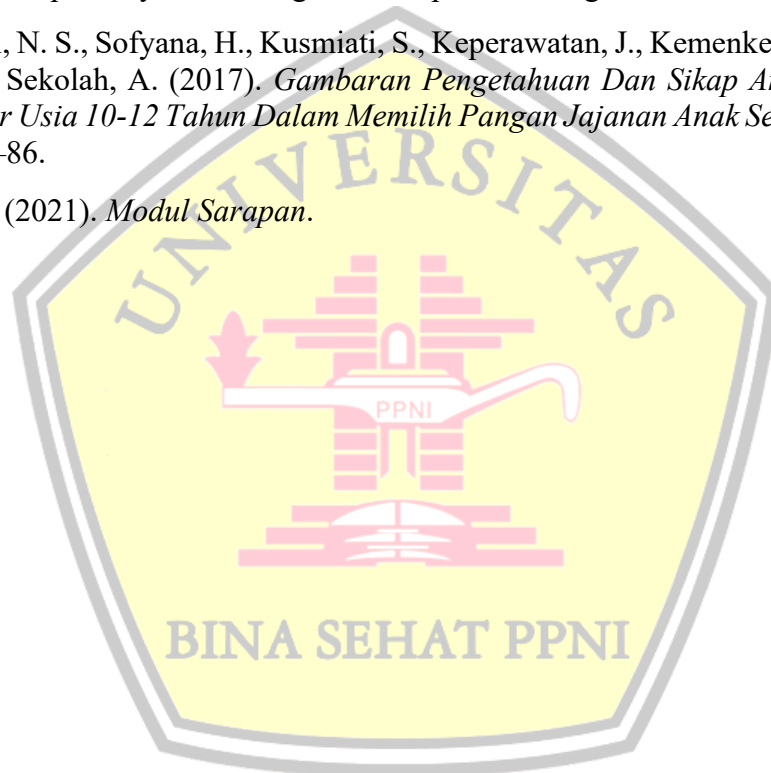 , N. S., Sofyana, H., Kusmiati, S., Keperawatan, J., Kemenke
Sekolah, A. (2017). Gambaran Pengetahuan Dan Sikap
r Usia 10-12 Tahun Dalam Memilih Pangan Jajanan Anak Se
–86.
(2021). Modul Sarapan.
UNIVERSITAS
PPNI
BINA SEHAT PPNI